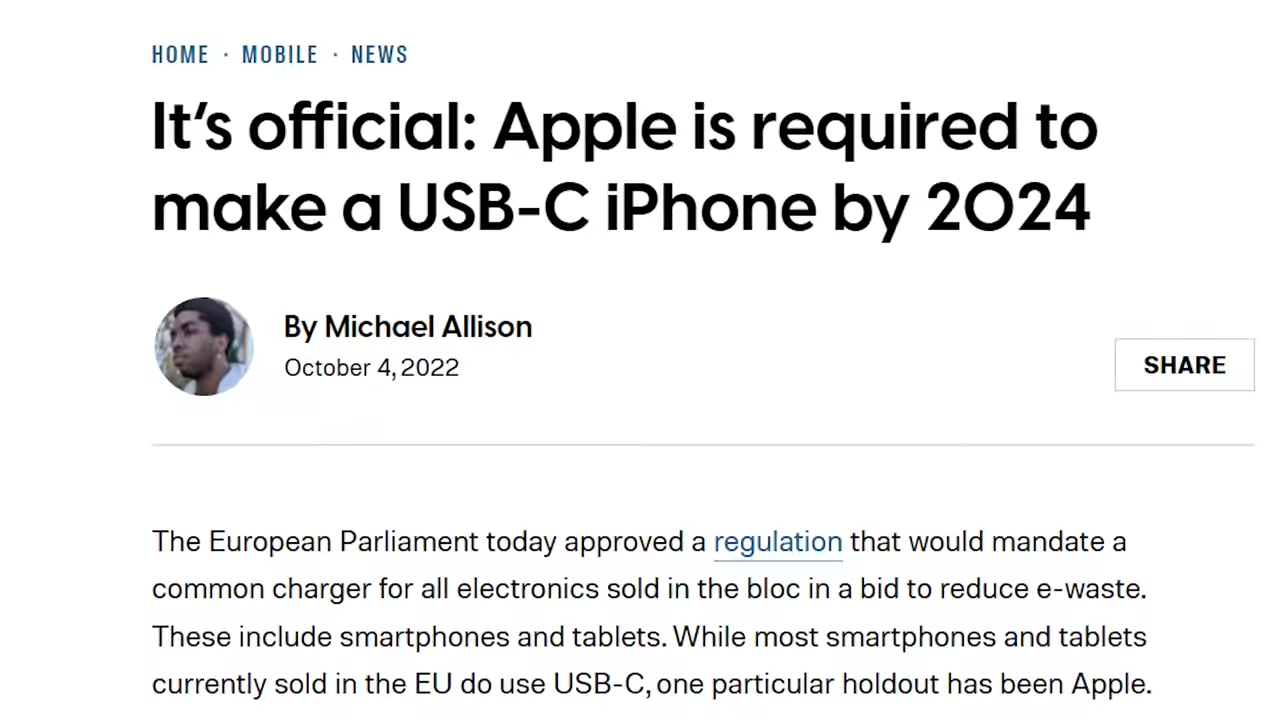 HOME · MOBILE · NEWS
It’s official: Apple is required to
make a USB-C iPhone by 2024
By Michael Allison
October 4, 2022
SHARE
The European Parliament today approved a regulation that would mandate a
common charger for all electronics sold in the bloc in a bid to reduce e-waste.
These include smartphones and tablets. While most smartphones and tablets
currently sold in the EU do use USB-C, one particular holdout has been Apple.